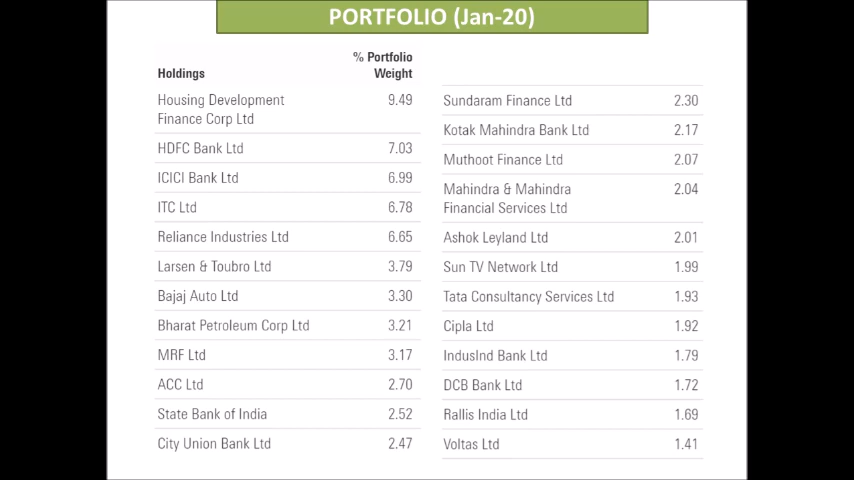 PORTFOLIO (Jan-20)
% Portfolio
Holdings Weight
Housing Development 9.49
Finance Corp Ltd
HDFC Bank Ltd 7.03
ICICI Bank Ltd 6.99
ITC Ltd 6.78
Reliance Industries Ltd 6.65
Larsen & Toubro Ltd 3.79
Bajaj Auto Ltd 3.30
Bharat Petroleum Corp Ltd 3.21
MRF Ltd 3.17
ACC Ltd 2.70
State Bank of India 2.52
City Union Bank Ltd 2.47
Sundaram Finance Ltd 2.30
Kotak Mahindra Bank Ltd 2.17
Muthoot Finance Ltd 2.07
Mahindra & Mahindra 2.04
Financial Services Ltd
Ashok Leyland Ltd 2.01
Sun TV Network Ltd 1.99
Tata Consultancy Services Ltd 1.93
Cipla Ltd 1.92
IndusInd Bank Ltd 1.79
DCB Bank Ltd 1.72
Rallis India Ltd 1.69
Voltas Ltd 1.41